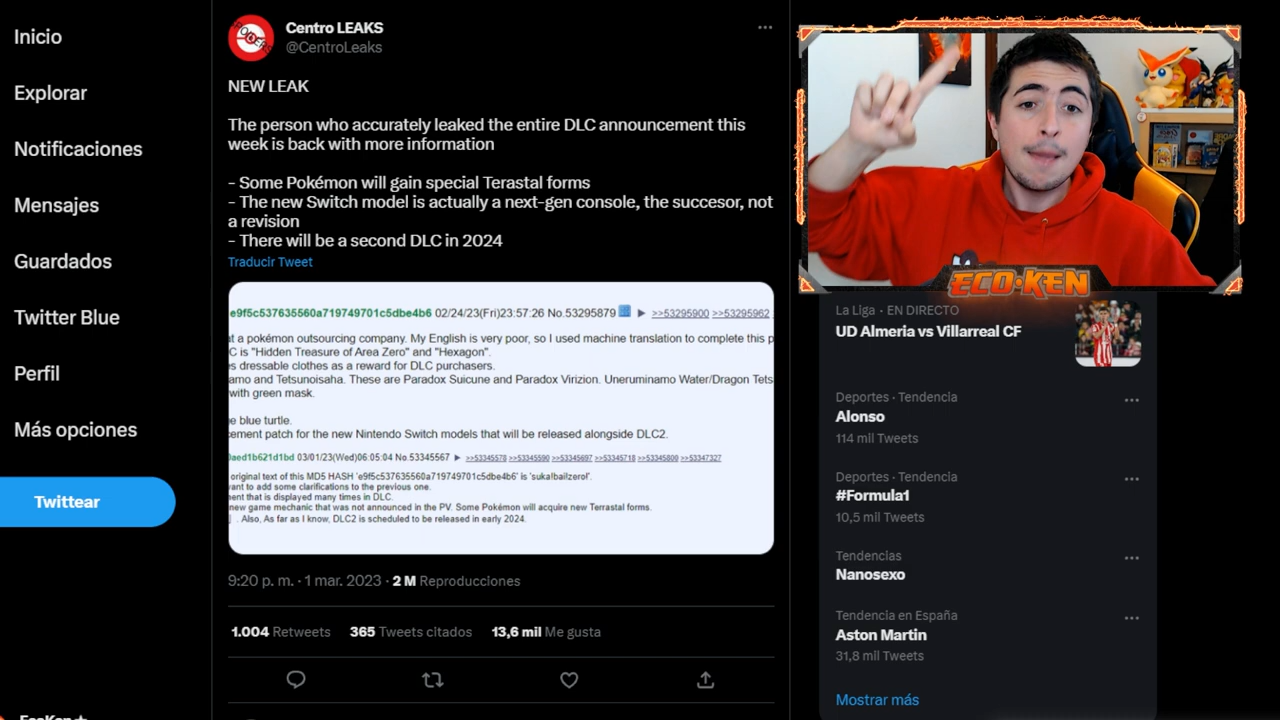 Inicio
Explorar
Notificaciones
Mensajes
Guardados
Twitter Blue
Perfil
Más opciones
Twittear
Centro LEAKS
@CentroLeaks
NEW LEAK
The person who accurately leaked the entire DLC announcement this
week is back with more information
- Some Pokémon will gain special Terastal forms
- The new Switch model is actually a next-gen console, the succesor, not
a revision
- There will be a second DLC in 2024
Traducir Tweet
e9f5c537635560a719749701c5dbe4b6 02/24/23(Fri)23:57:26 No.53295879 ▶ >>53295900 >>53295962
at a pokémon outsourcing company. My English is very poor, so I used machine translation to complete this p
C is "Hidden Treasure of Area Zero" and "Hexagon".
es dressable clothes as a reward for DLC purchasers.
amo and Tetsunoisaha. These are Paradox Suicune and Paradox Virizion. Uneruminamo Water/Dragon Tets
with green mask.
e blue turtle.
cement patch for the new Nintendo Switch models that will be released alongside DLC2.
0aed1b621d1bd 03/01/23(Wed)06:05:04 No.53345567 ▶ >>53345578 >>53345590 >>53345697 >>53345718 >>53345809 >>53347327
original text of this MD5 HASH 'e9f5c537635560a719749701c5dbe4b6' is 'suka!bailzero!'.
want to add some clarifications to the previous one.
ment that is displayed many times in DLC.
new game mechanic that was not announced in the PV. Some Pokémon will acquire new Terrastal forms.
. Also, As far as I know, DLC2 is scheduled to be released in early 2024.
9:20 p. m. · 1 mar. 2023 · 2 M Reproducciones
1.004 Retweets 365 Tweets citados 13,6 mil Me gusta
ECO·KEN
La Liga · EN DIRECTO
UD Almeria vs Villarreal CF
Deportes · Tendencia
Alonso
114 mil Tweets
Deportes · Tendencia
#Formula1
10,5 mil Tweets
Tendencias
Nanosexo
Tendencia en España
Aston Martin
31,8 mil Tweets
Mostrar más